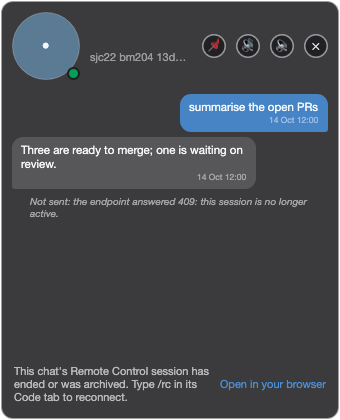 sjc22 bm204 13d…
summarise the open PRs
14 Oct 12:00
Three are ready to merge; one is waiting on
review.
14 Oct 12:00
Not sent: the endpoint answered 409: this session is no longer
active.
This chat's Remote Control session has
ended or was archived. Type /rc in its
Code tab to reconnect.
Open in your browser